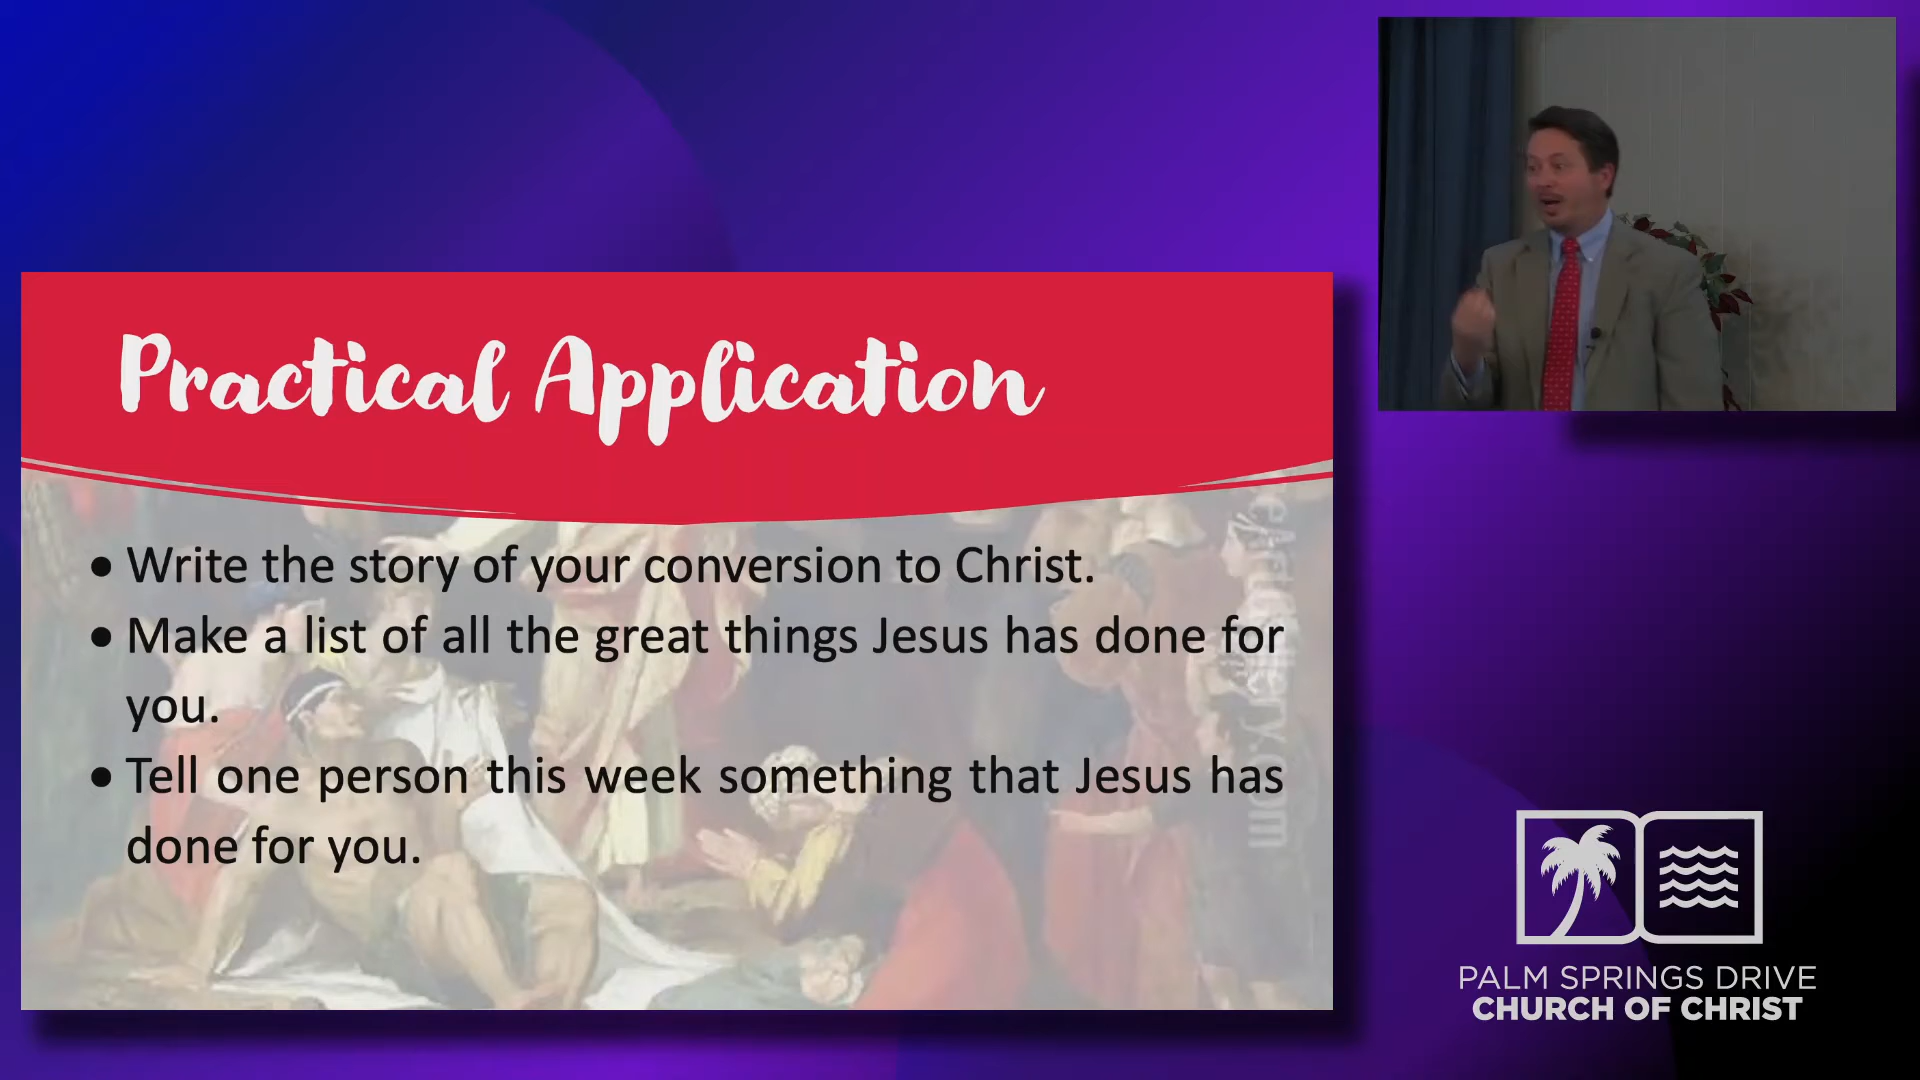 Practical Application
• Write the story of your conversion to Christ.
• Make a list of all the great things Jesus has done for
you.
• Tell one person this week something that Jesus has
done for you.
PALM SPRINGS DRIVE
CHURCH OF CHRIST